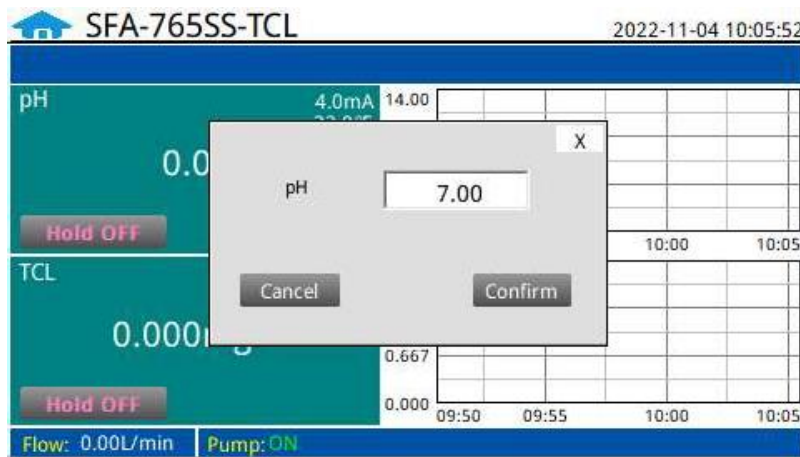 SFA-765SS-TCL
2022-11-04 10:05:52
pH
4.0mA
14.00
0.0
X
pH
7.00
Hold OFF
10:00
10:05
TCL
Cancel
Confirm
0.000
0.667
Hold OFF
0.000
09:50
09:55
10:00
10:05
Flow: 0.00L/min
Pump:ON